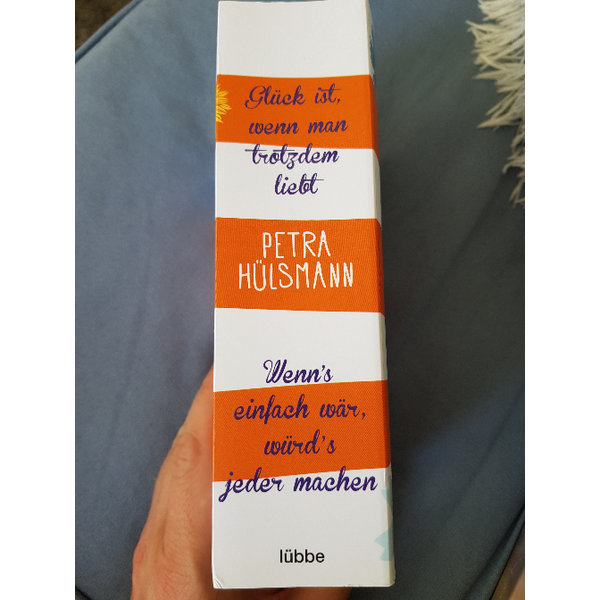 Glück ist,
wenn man
trotzdem
liebt
PETRA
HÜLSMANN
Wenn's
einfach wär,
würd's
jeder machen
lübbe